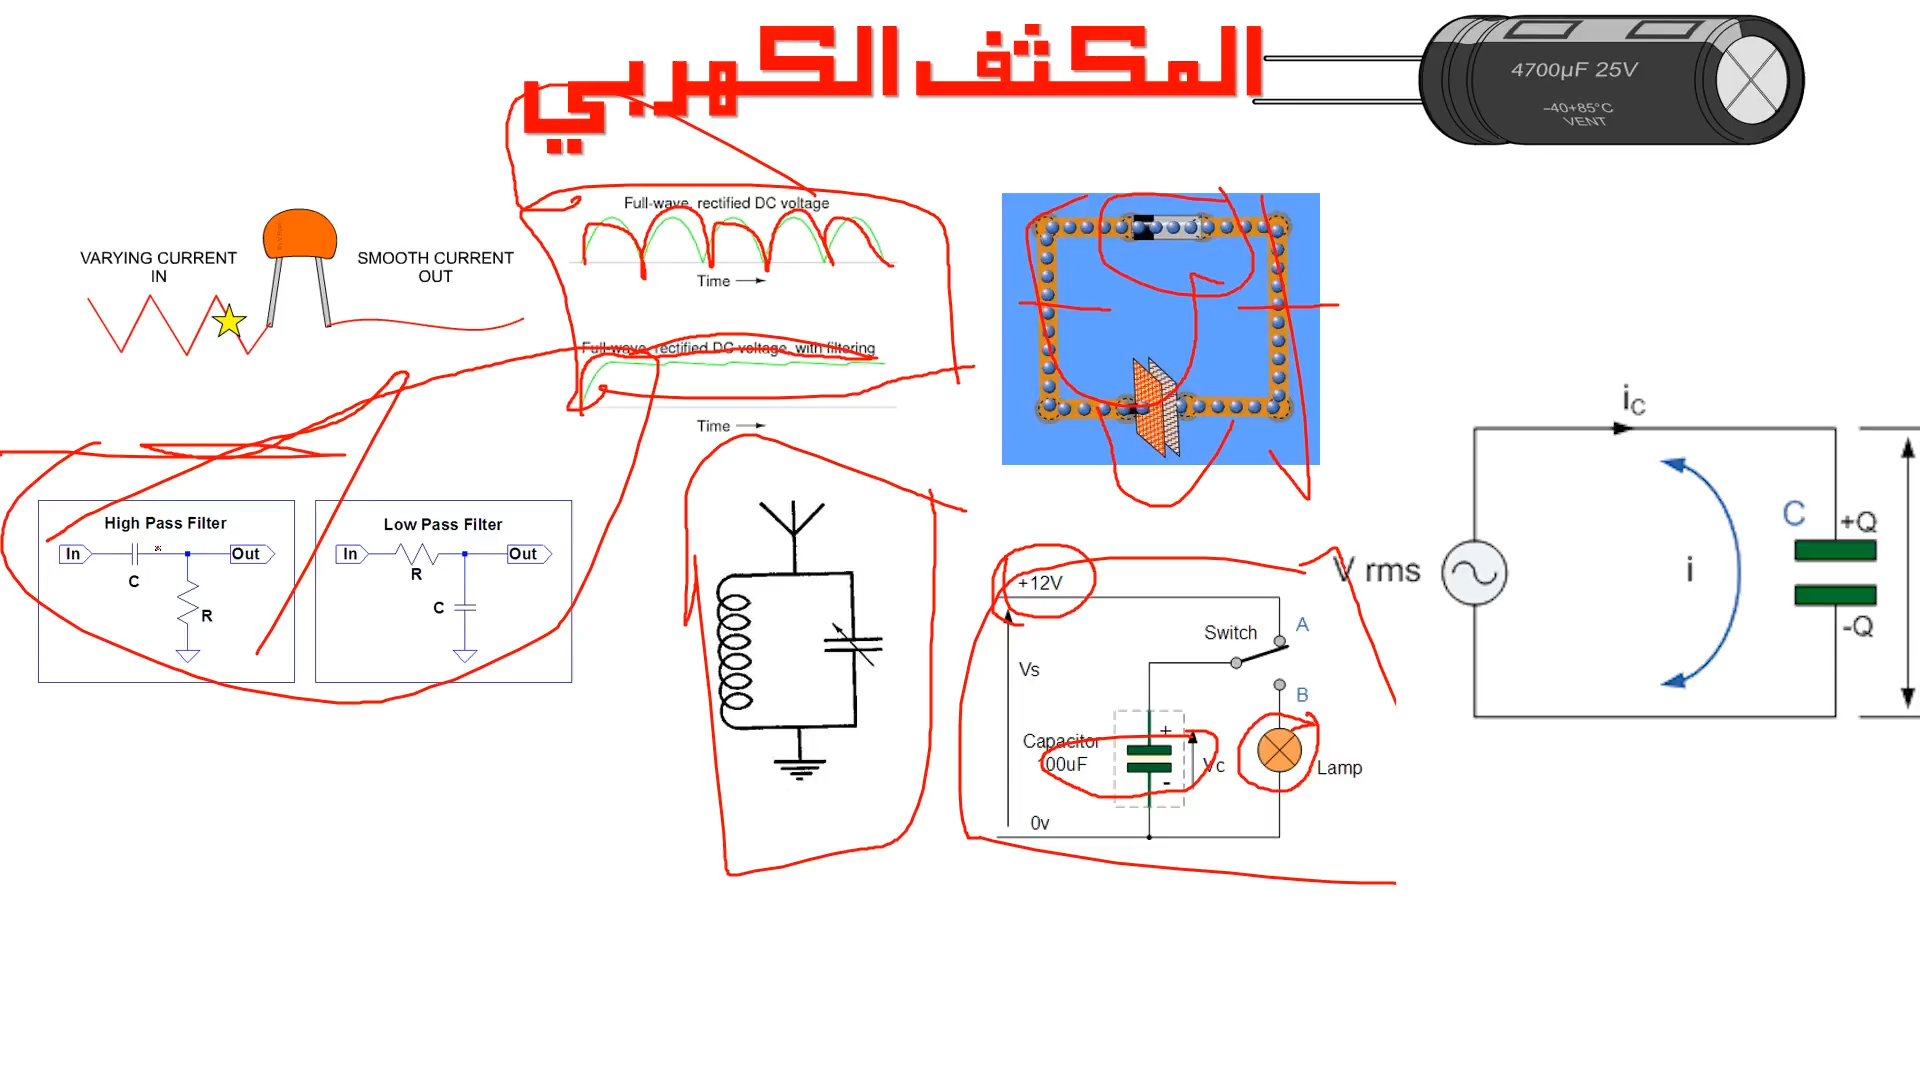 المكثف الكهربي
4700µF 25V
-40+85°C
VENT
VARYING CURRENT
IN
SMOOTH CURRENT
OUT
Full-wave, rectified DC voltage
Time
Full-wave, rectified DC voltage, with filtering
Time
High Pass Filter
In
C
Out
R
Low Pass Filter
In
R
Out
C
+12V
Vs
Switch
A
B
Capacitor
100uF
+
-
Vc
Lamp
0v
iC
V rms
i
C
+Q
-Q